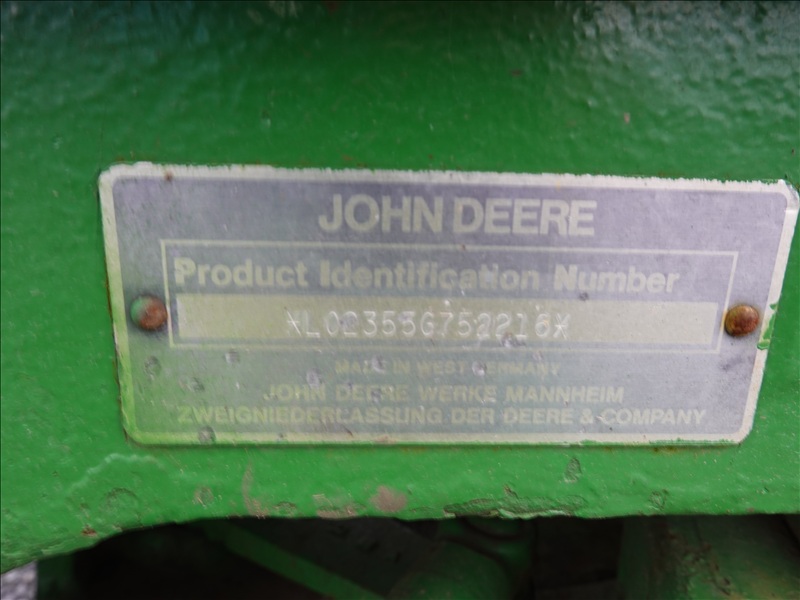 JOHN DEERE
Product Identification Number
*L02355G752216*
MADE IN WEST GERMANY
JOHN DEERE WERKE MANNHEIM
ZWEIGNIEDERLASSUNG DER DEERE & COMPANY